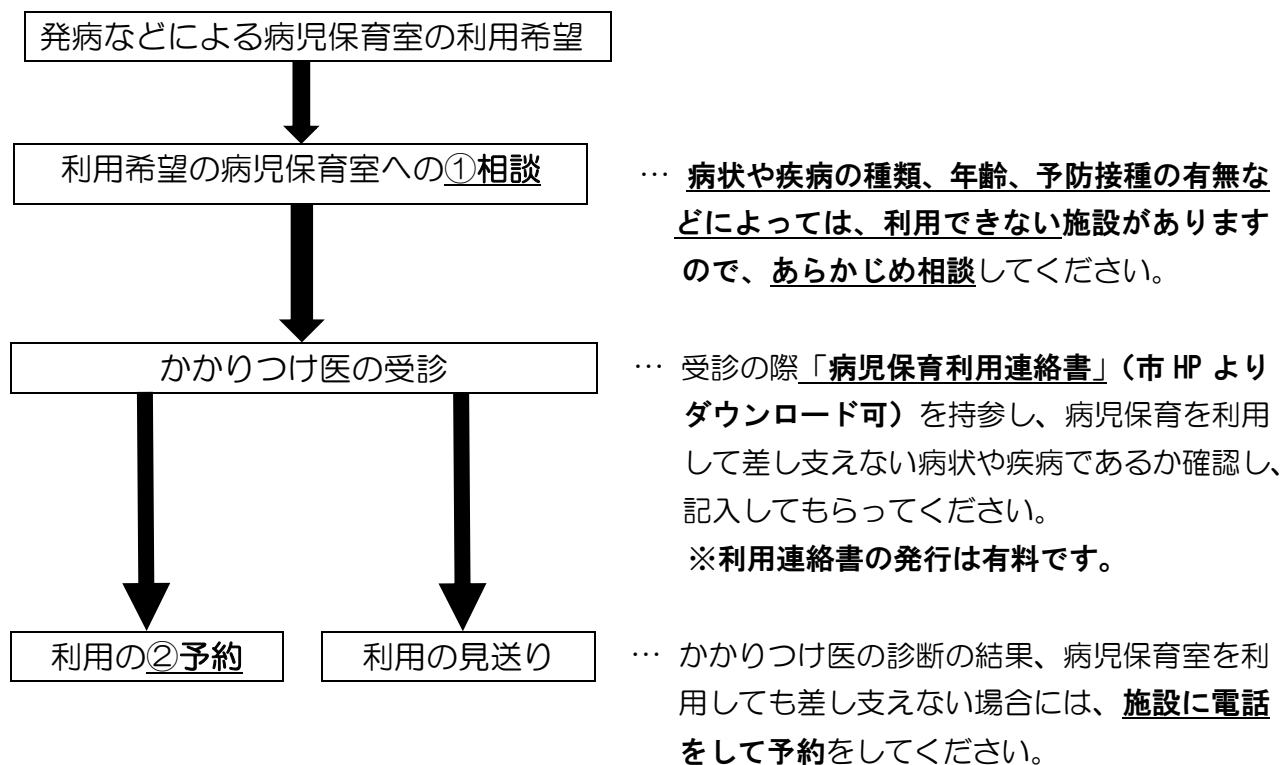 発病などによる病児保育室の利用希望
利用希望の病児保育室への①相談
… 病状や疾病の種類、年齢、予防接種の有無な
どによっては、利用できない施設があります
ので、あらかじめ相談してください。
かかりつけ医の受診
… 受診の際「病児保育利用連絡書」（市 HP より
ダウンロード可）を持参し、病児保育を利用
して差し支えない病状や疾病であるか確認し、
記入してもらってください。
※利用連絡書の発行は有料です。
利用の②予約
利用の見送り
… かかりつけ医の診断の結果、病児保育室を利
用しても差し支えない場合には、施設に電話
をして予約をしてください。